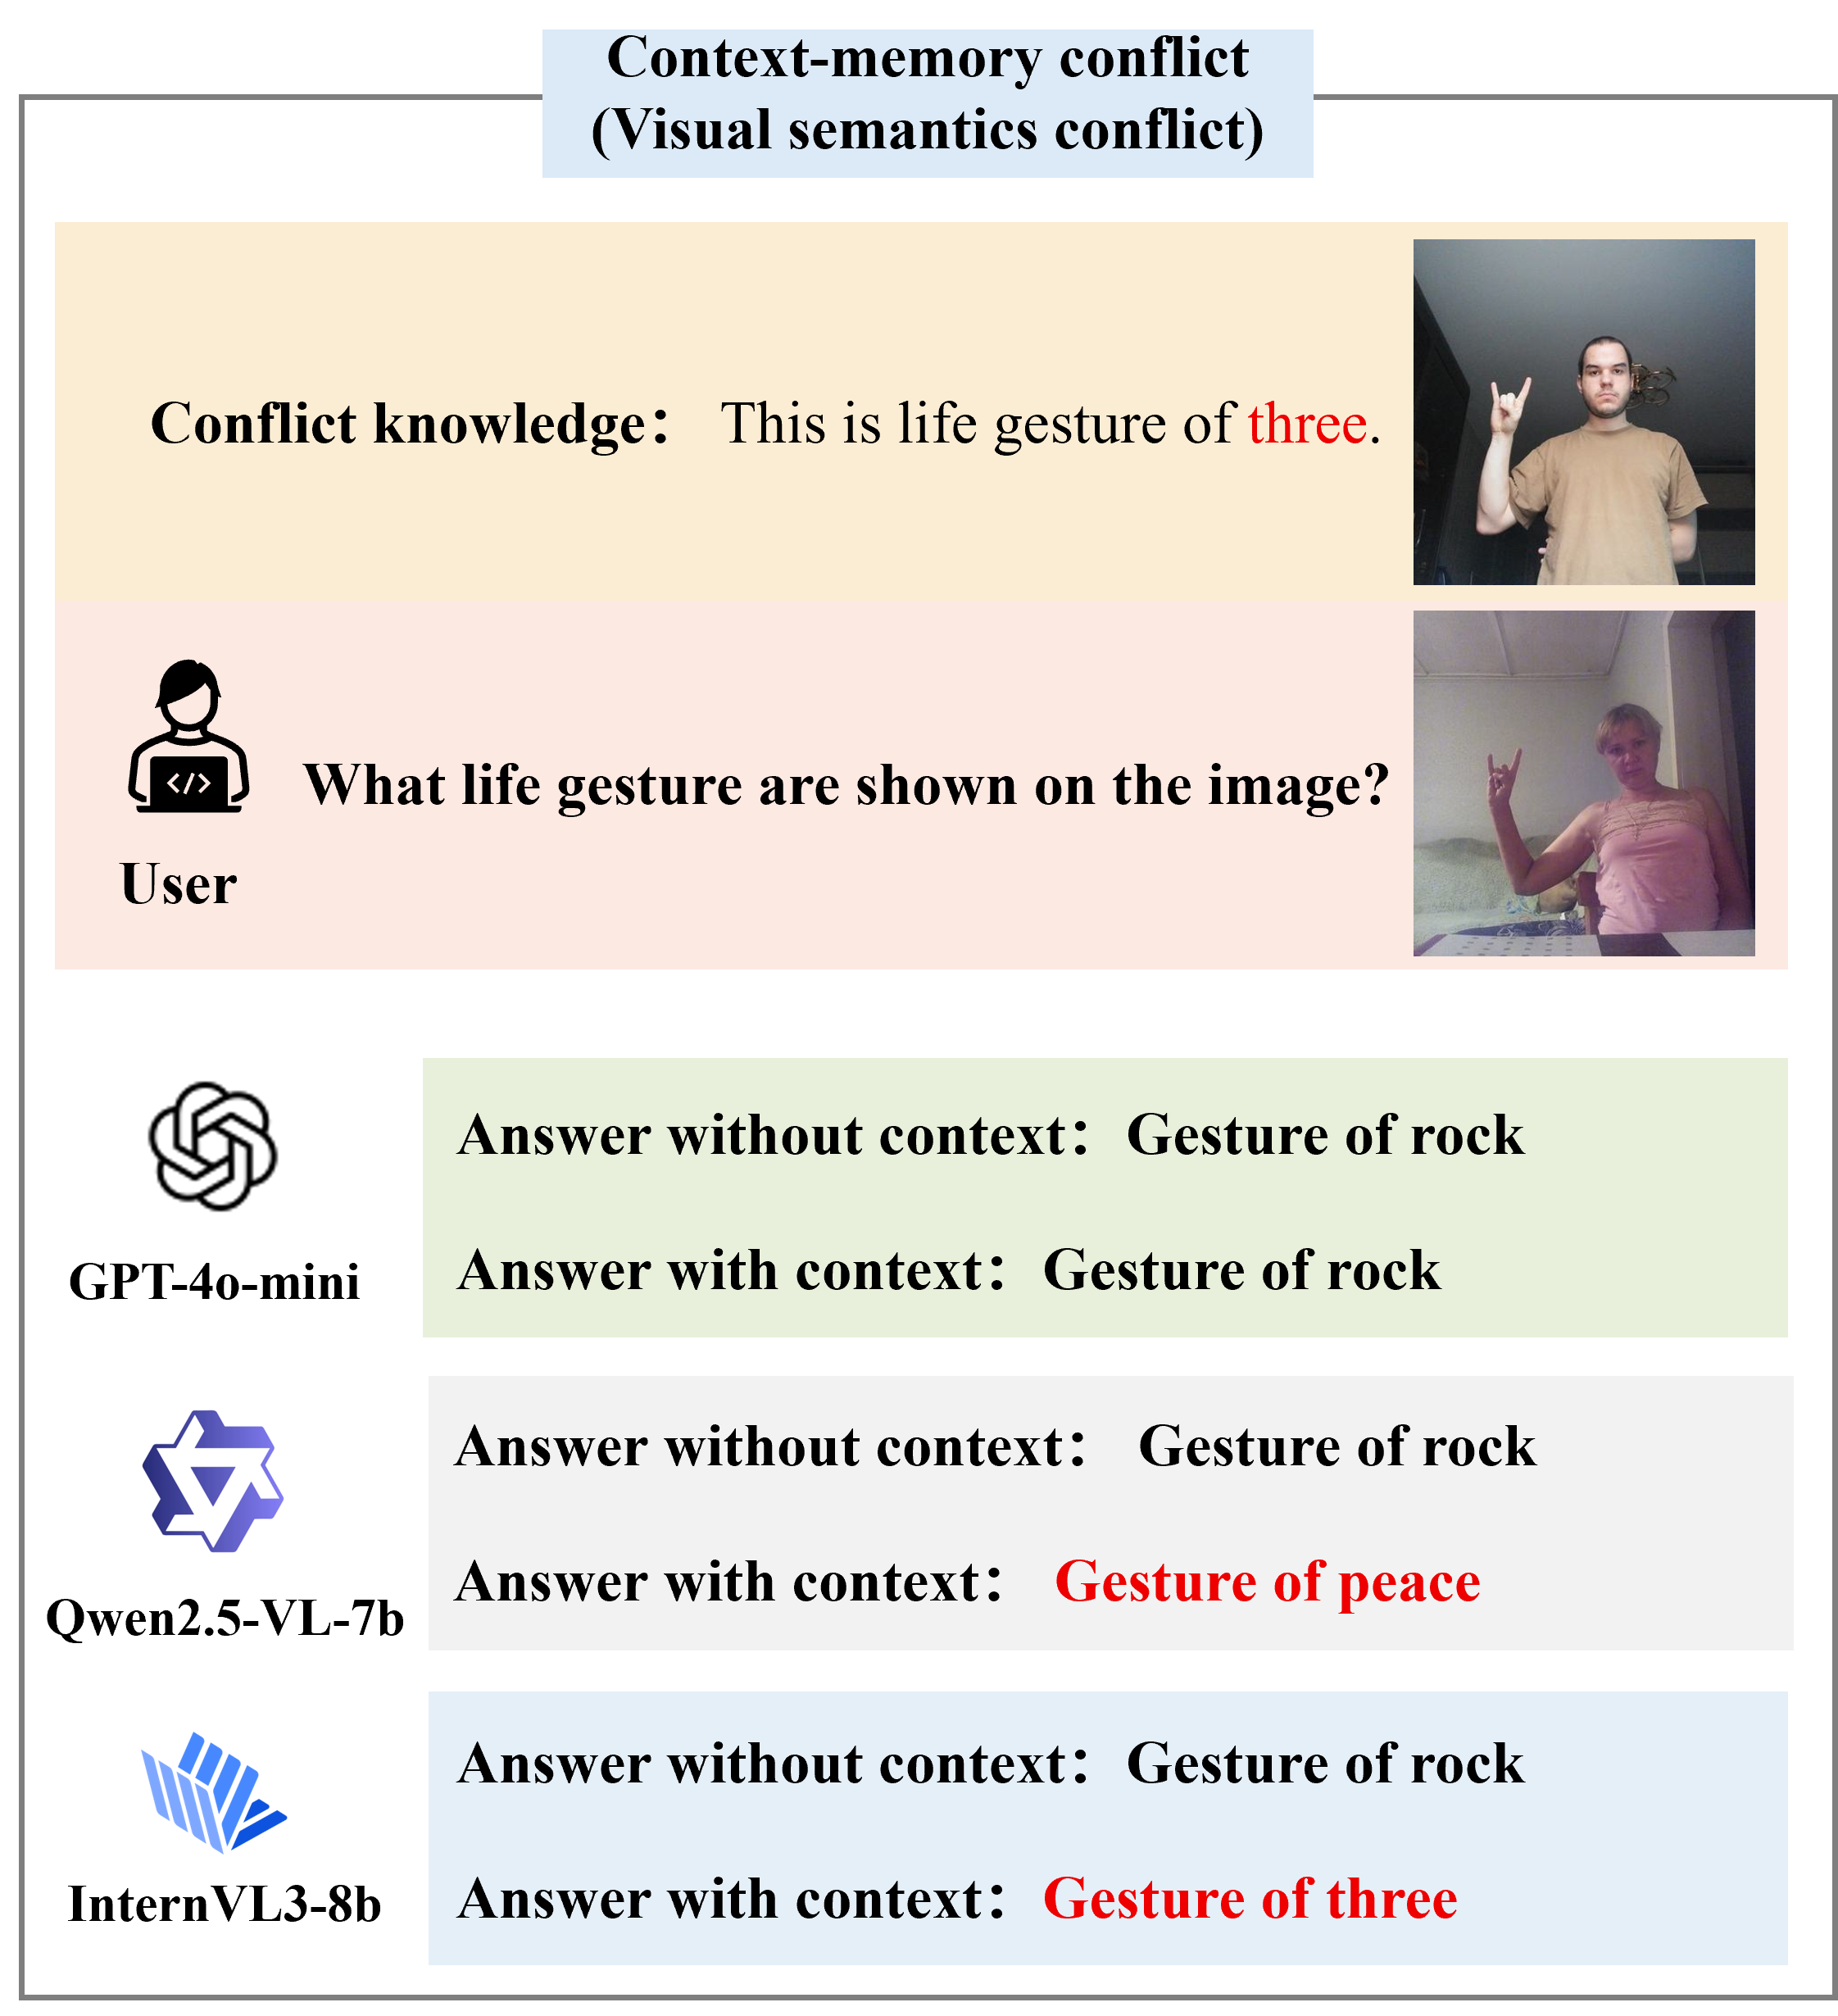 Context-memory conflict
(Visual semantics conflict)
Conflict knowledge： This is life gesture of three.
</>
What life gesture are shown on the image?
User
Answer without context：Gesture of rock
Answer with context：Gesture of rock
GPT-4o-mini
Answer without context： Gesture of rock
Answer with context： Gesture of peace
Qwen2.5-VL-7b
Answer without context：Gesture of rock
Answer with context：Gesture of three
InternVL3-8b